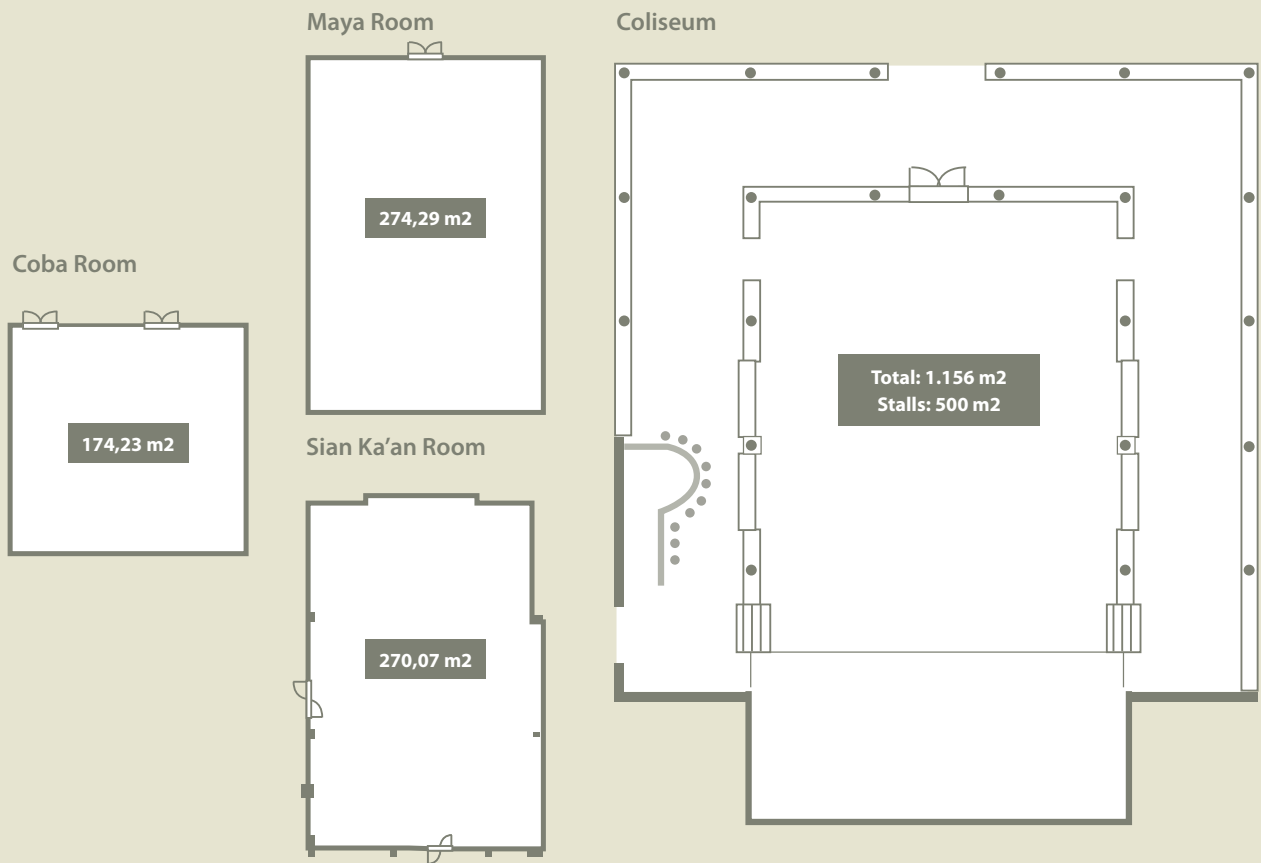 Maya Room
Coliseum
274,29 m2
Coba Room
Total: 1.156 m2
Stalls: 500 m2
174,23 m2
Sian Ka’an Room
270,07 m2